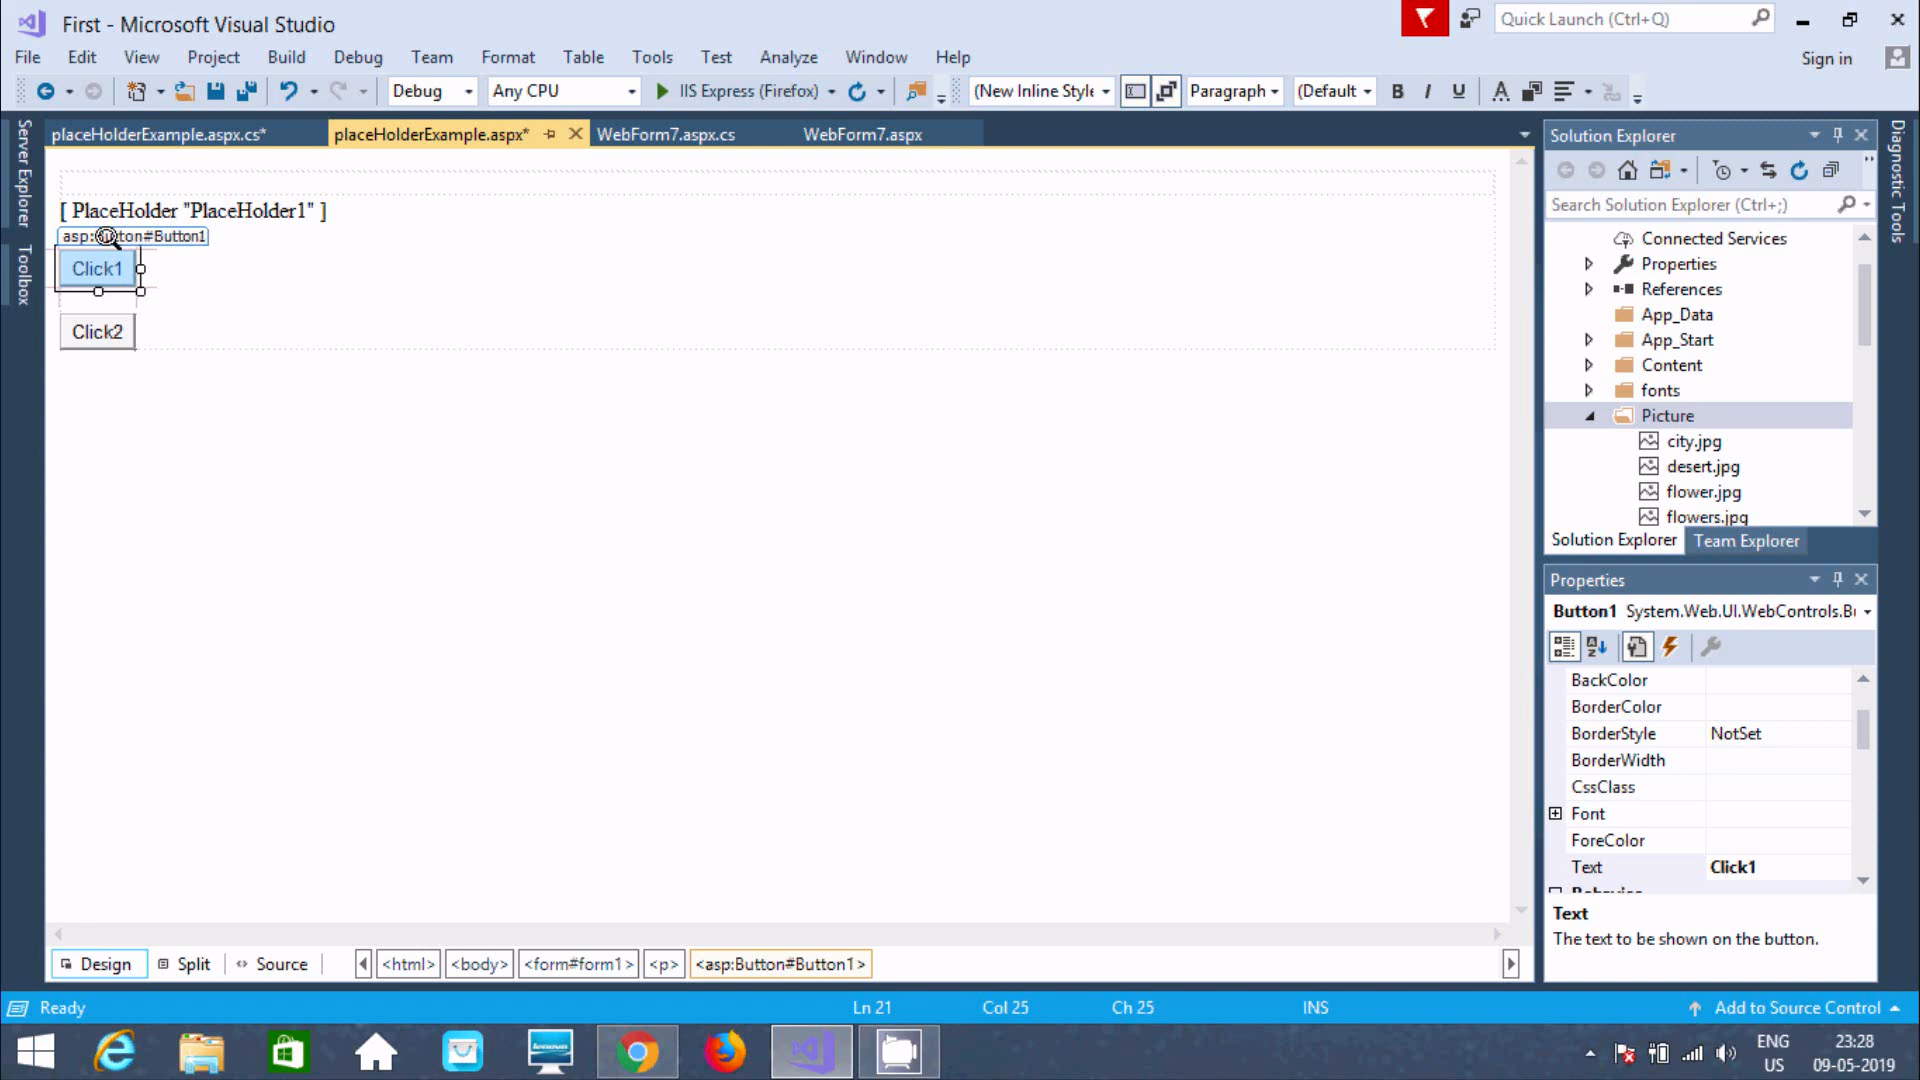 First - Microsoft Visual Studio
Quick Launch (Ctrl+Q)
File Edit View Project Build Debug Team Format Table Tools Test Analyze Window Help
Sign in
Debug Any CPU IIS Express (Firefox) (New Inline Style Paragraph (Default B I U A
Server Explorer
Toolbox
placeHolderExample.aspx.cs*
placeHolderExample.aspx*
WebForm7.aspx.cs
WebForm7.aspx
[ PlaceHolder "PlaceHolder1" ]
asp:Button#Button1
Click1
Click2
Solution Explorer
Search Solution Explorer (Ctrl+;)
Connected Services
Properties
References
App_Data
App_Start
Content
fonts
Picture
city.jpg
desert.jpg
flower.jpg
flowers.jpg
Solution Explorer
Team Explorer
Diagnostic Tools
Properties
Button1 System.Web.UI.WebControls.Bu
BackColor
BorderColor
BorderStyle NotSet
BorderWidth
CssClass
Font
ForeColor
Text Click1
Text
The text to be shown on the button.
Design Split Source
<html> <body> <form#form1> <p> <asp:Button#Button1>
Ready
Ln 21
Col 25
Ch 25
INS
Add to Source Control
ENG
US
23:28
09-05-2019